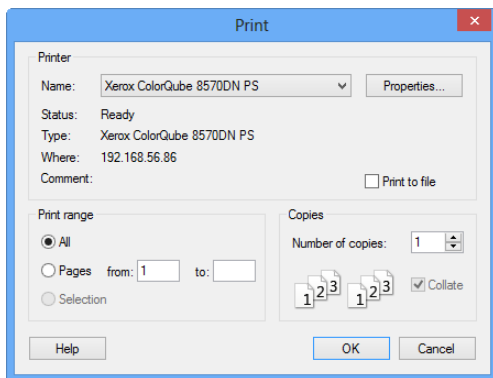 Print
Printer
Name: Xerox ColorQube 8570DN PS Properties...
Status: Ready
Type: Xerox ColorQube 8570DN PS
Where: 192.168.56.86
Comment:
Print to file
Print range
All
Pages from: 1 to:
Selection
Copies
Number of copies: 1
1 2 3 1 2 3
Collate
Help OK Cancel